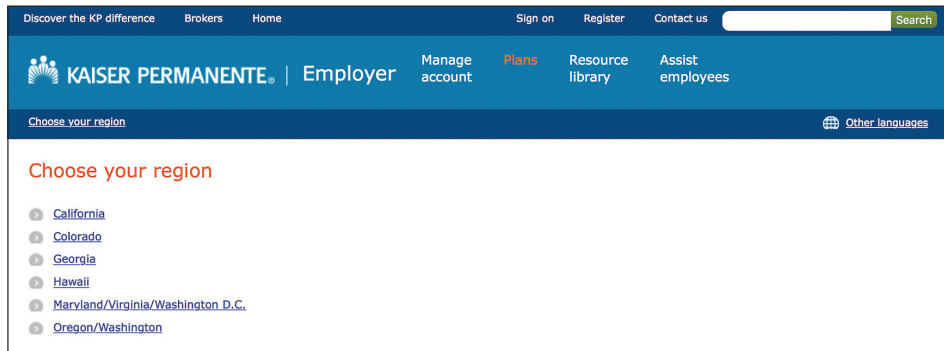 Discover the KP difference Brokers Home Sign on Register Contact us Search
KAISER PERMANENTE® | Employer Manage account Plans Resource library Assist employees
Choose your region Other languages
Choose your region
California
Colorado
Georgia
Hawaii
Maryland/Virginia/Washington D.C.
Oregon/Washington